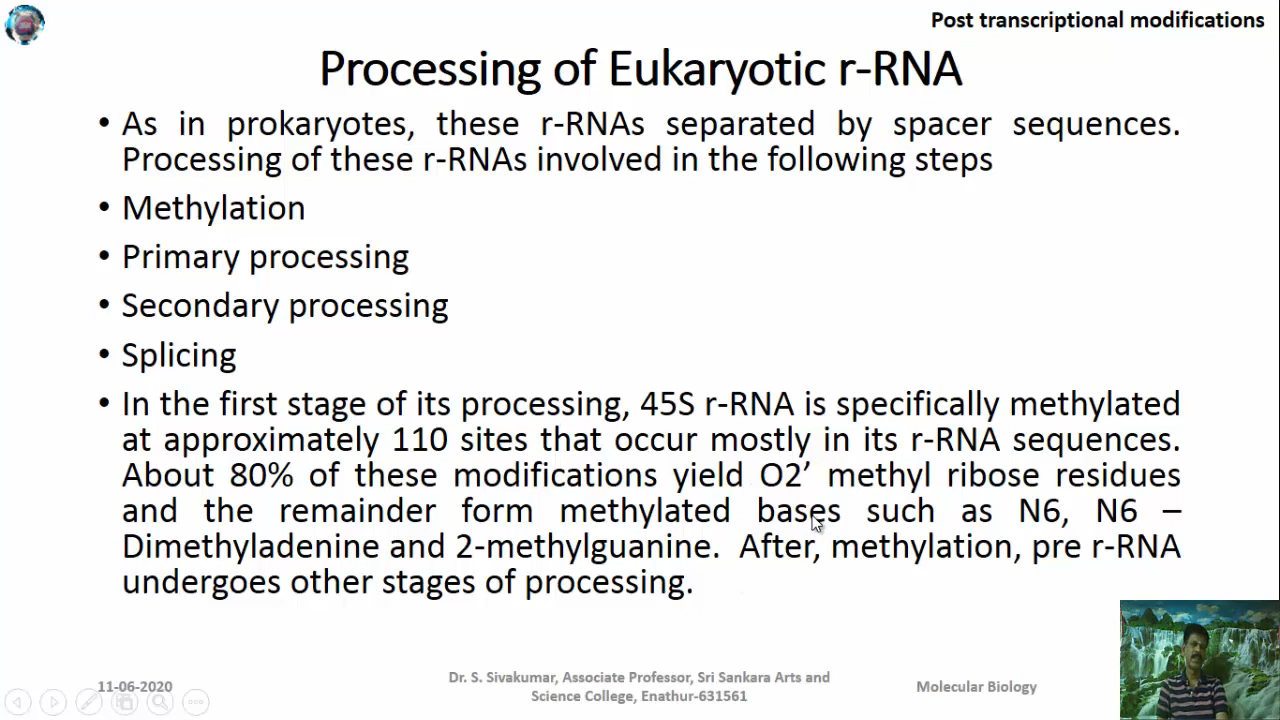 Post transcriptional modifications
Processing of Eukaryotic r-RNA
• As in prokaryotes, these r-RNAs separated by spacer sequences.
Processing of these r-RNAs involved in the following steps
• Methylation
• Primary processing
• Secondary processing
• Splicing
• In the first stage of its processing, 45S r-RNA is specifically methylated
at approximately 110 sites that occur mostly in its r-RNA sequences.
About 80% of these modifications yield O2’ methyl ribose residues
and the remainder form methylated bases such as N6, N6 –
Dimethyladenine and 2-methylguanine. After, methylation, pre r-RNA
undergoes other stages of processing.
11-06-2020
Dr. S. Sivakumar, Associate Professor, Sri Sankara Arts and
Science College, Enathur-631561
Molecular Biology